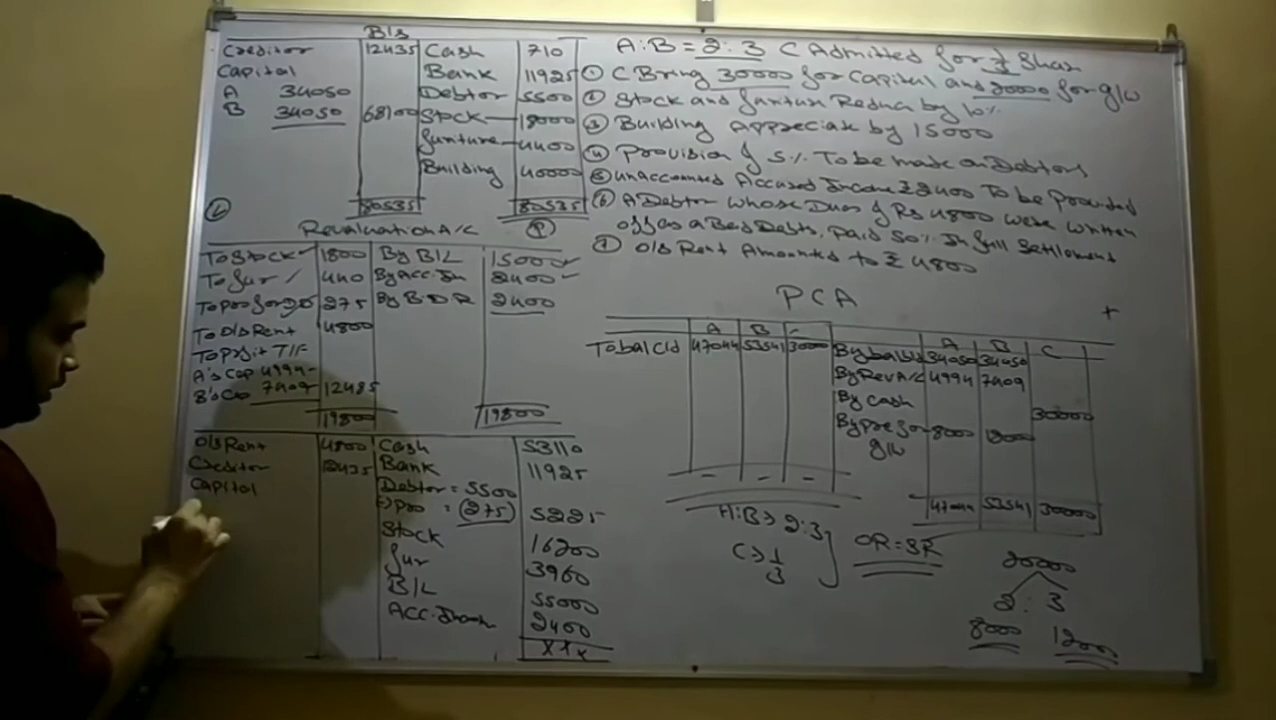 B/s
Creditor 12435 Cash 710
Capital Bank 11925
A 34050 Debtor 5500
B 34050 68100 Stock 18000
furniture 4400
Building 40000
80535 80535
A:B = 2:3 C Admitted for 1/3 Share
① C Bring 30000 for Capital and 20000 for g/w
② Stock and furniture Reduce by 10%
③ Building Appreciate by 15000
④ Provision of 5% To be made on Debtors
⑤ unaccounted Accrued Income ₹ 2400 To be provided
⑥ A Debtor whose Dues of Rs 4800 were written
off as a Bad Debts, paid 50% In full Settlement
⑦ O/s Rent Amounted to ₹ 4800
Revaluation A/c
To Stock 1800 By B/L 15000
To fur 440 By Acc. In 2400
To pro for 275 By B.D.R 2400
To O/s Rent 4800
To profit T/F
A's Cap 4994
B's Cap 7409 12485
19800 19800
PCA
A B C A B C
To bal C/d 47044 53541 30000 By bal b/d 34050 34050
By Rev A/c 4994 7409
By Cash 30000
By pre for g/w 8000 12000
47044 53541 30000
O/s Rent 4800 Cash 53110
Creditor 12435 Bank 11925
Capital Debtor = 5500
(-) pro = (275) 5225
Stock 16200
fur 3960
B/L 55000
Acc. 2400
XXX
A:B → 2:3
C → 1/3
OR = SR
20000
2 : 3
8000 12000